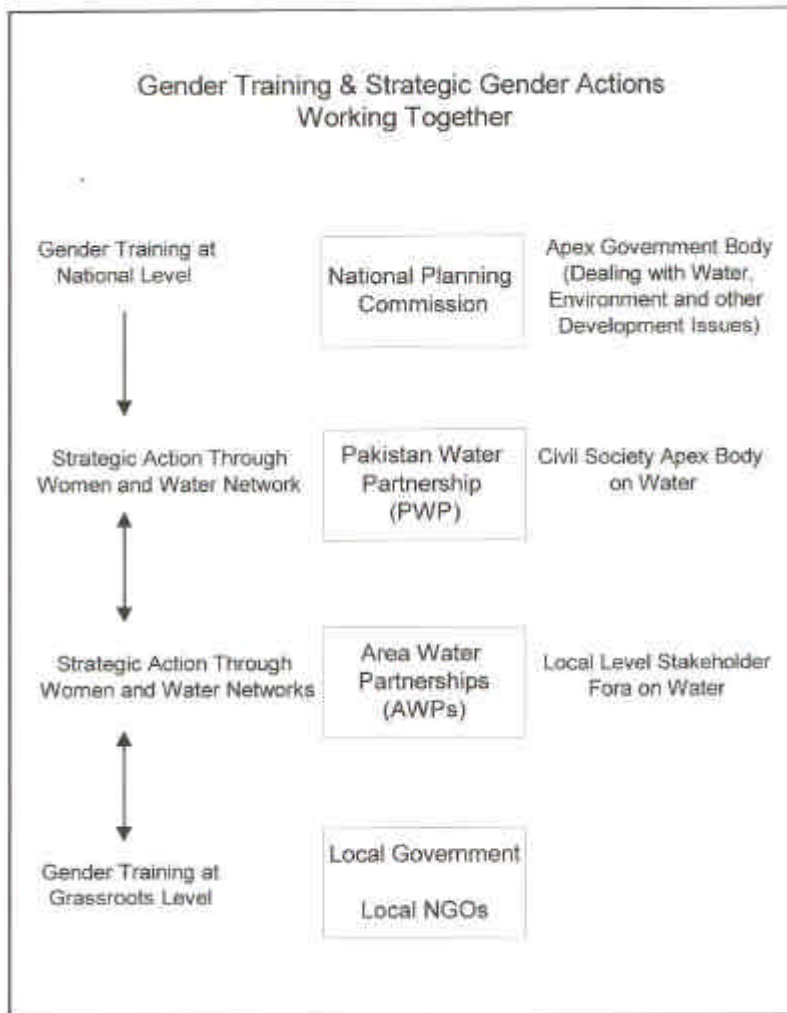 Gender Training & Strategic Gender Actions
Working Together
Gender Training at
National Level
National Planning
Commission
Apex Government Body
(Dealing with Water,
Environment and other
Development Issues)
Strategic Action Through
Women and Water Network
Pakistan Water
Partnership
(PWP)
Civil Society Apex Body
on Water
Strategic Action Through
Women and Water Networks
Area Water
Partnerships
(AWPs)
Local Level Stakeholder
Fora on Water
Gender Training at
Grassroots Level
Local Government
Local NGOs